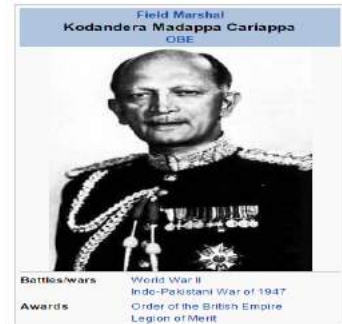 Field Marshal
Kodandera Madappa Cariappa
OBE
Battles/wars World War II
Indo-Pakistani War of 1947
Awards Order of the British Empire
Legion of Merit